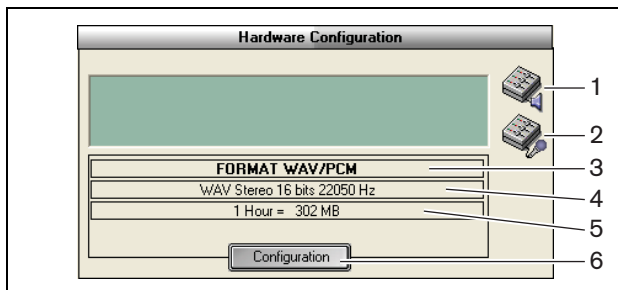 Hardware Configuration
1
2
FORMAT WAV/PCM
3
WAV Stereo 16 bits 22050 Hz
4
1 Hour = 302 MB
5
Configuration
6